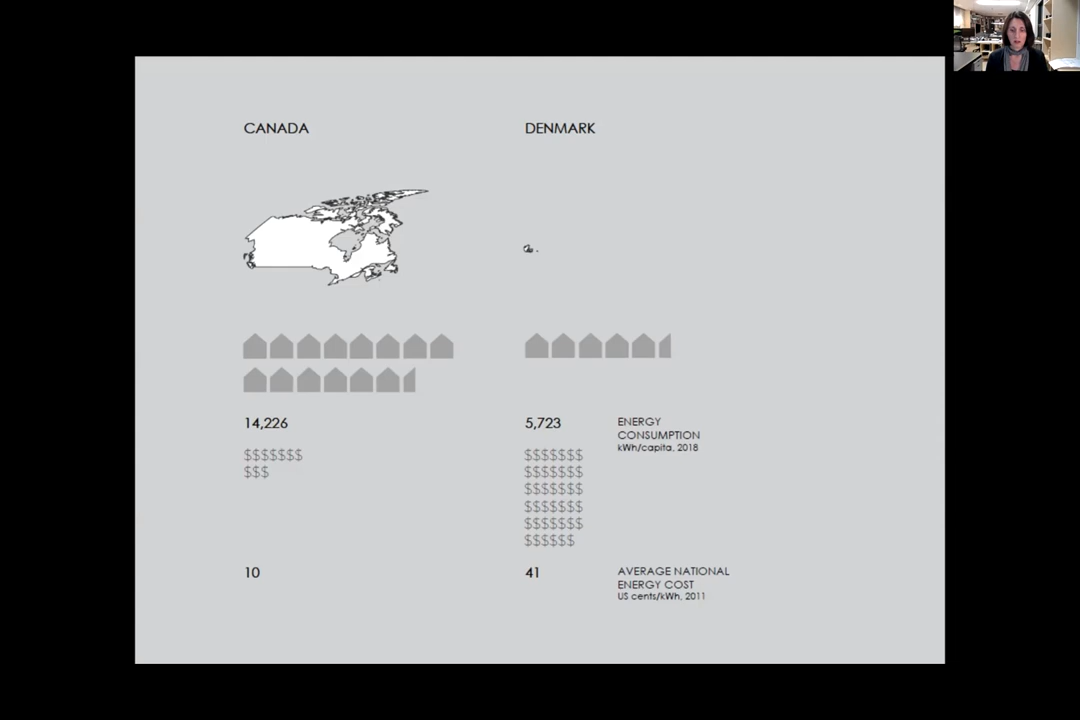 CANADA
DENMARK
14,226
5,723
ENERGY
CONSUMPTION
kWh/capita, 2018
$$$$$$$
$$$
$$$$$$$
$$$$$$$
$$$$$$$
$$$$$$$
$$$$$$$
$$$$$$
10
41
AVERAGE NATIONAL
ENERGY COST
US cents/kWh, 2011